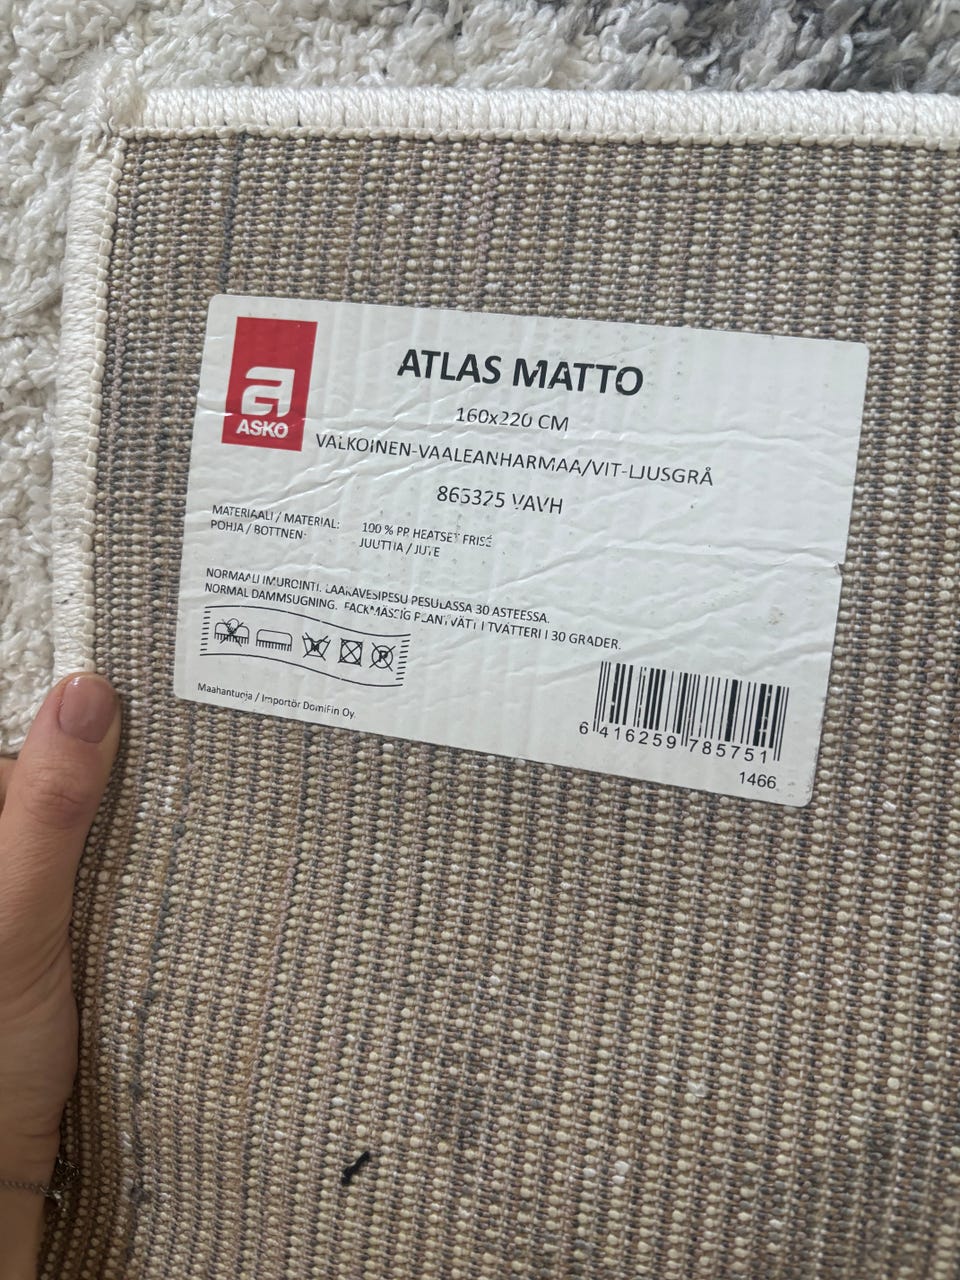 ASKO
ATLAS MATTO
160x220 CM
VALKOINEN-VAALEANHARMAA/VIT-LJUSGRÅ
865325 VAVH
MATERIAALI / MATERIAL: 100 % PP HEATSET FRISÉ
POHJA / BOTTNEN: JUUTTIA / JUTE
NORMAALI IMUROINTI. LAAKAVESIPESU PESULASSA 30 ASTEESSA.
NORMAL DAMMSUGNING. FACKMÄSSIG PLANTVÄTT I TVÄTTERI I 30 GRADER.
P
Maahantuoja / Importör DomiFin Oy.
6 416259 785751
1466